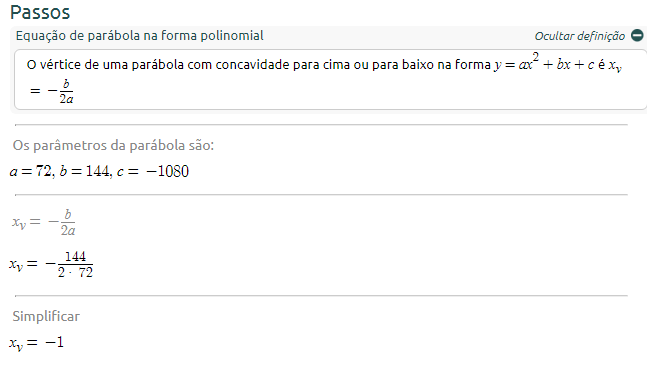 Passos
Equação de parábola na forma polinomial Ocultar definição
O vértice de uma parábola com concavidade para cima ou para baixo na forma y = ax² + bx + c é xᵥ
= −b/2a
Os parâmetros da parábola são:
a = 72, b = 144, c = −1080
xᵥ = −b/2a
xᵥ = −144/2 · 72
Simplificar
xᵥ = −1